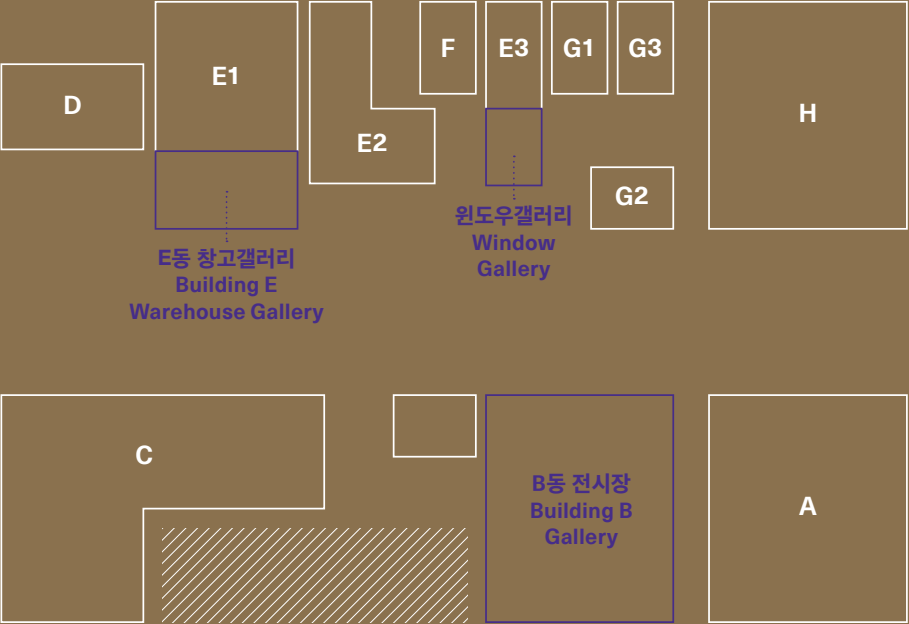 F
E3
G1
G3
E1
D
H
E2
G2
윈도우갤러리
Window
Gallery
E동 창고갤러리
Building E
Warehouse Gallery
C
B동 전시장
Building B
Gallery
A